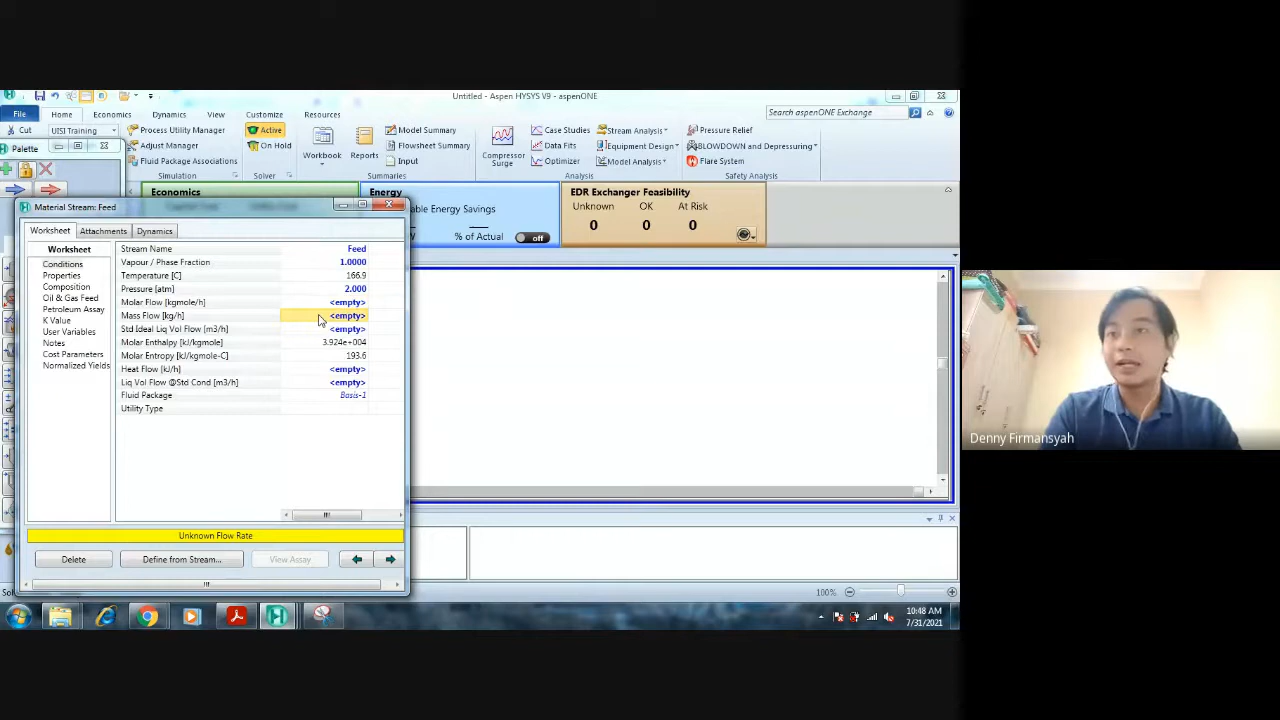 Untitled - Aspen HYSYS V9 - aspenONE
File
Home
Economics
Dynamics
View
Customize
Resources
Search aspenONE Exchange
Cut
UISI Training
Palette
Process Utility Manager
Adjust Manager
Fluid Package Associations
Simulation
Active
On Hold
Solver
Workbook
Reports
Model Summary
Flowsheet Summary
Input
Summaries
Compressor
Surge
Case Studies
Data Fits
Optimizer
Stream Analysis
Equipment Design
Model Analysis
Analysis
Pressure Relief
BLOWDOWN and Depressuring
Flare System
Safety Analysis
Economics
Energy
able Energy Savings
% of Actual
off
EDR Exchanger Feasibility
Unknown
OK
At Risk
0
0
0
Material Stream: Feed
Worksheet
Attachments
Dynamics
Worksheet
Conditions
Properties
Composition
Oil & Gas Feed
Petroleum Assay
K Value
User Variables
Notes
Cost Parameters
Normalized Yields
Stream Name Feed
Vapour / Phase Fraction 1.0000
Temperature [C] 166.9
Pressure [atm] 2.000
Molar Flow [kgmole/h] <empty>
Mass Flow [kg/h] <empty>
Std Ideal Liq Vol Flow [m3/h] <empty>
Molar Enthalpy [kJ/kgmole] 3.924e+004
Molar Entropy [kJ/kgmole-C] 193.6
Heat Flow [kJ/h] <empty>
Liq Vol Flow @Std Cond [m3/h] <empty>
Fluid Package Basis-1
Utility Type
Unknown Flow Rate
Delete
Define from Stream...
View Assay
100%
10:48 AM
7/31/2021
Denny Firmansyah